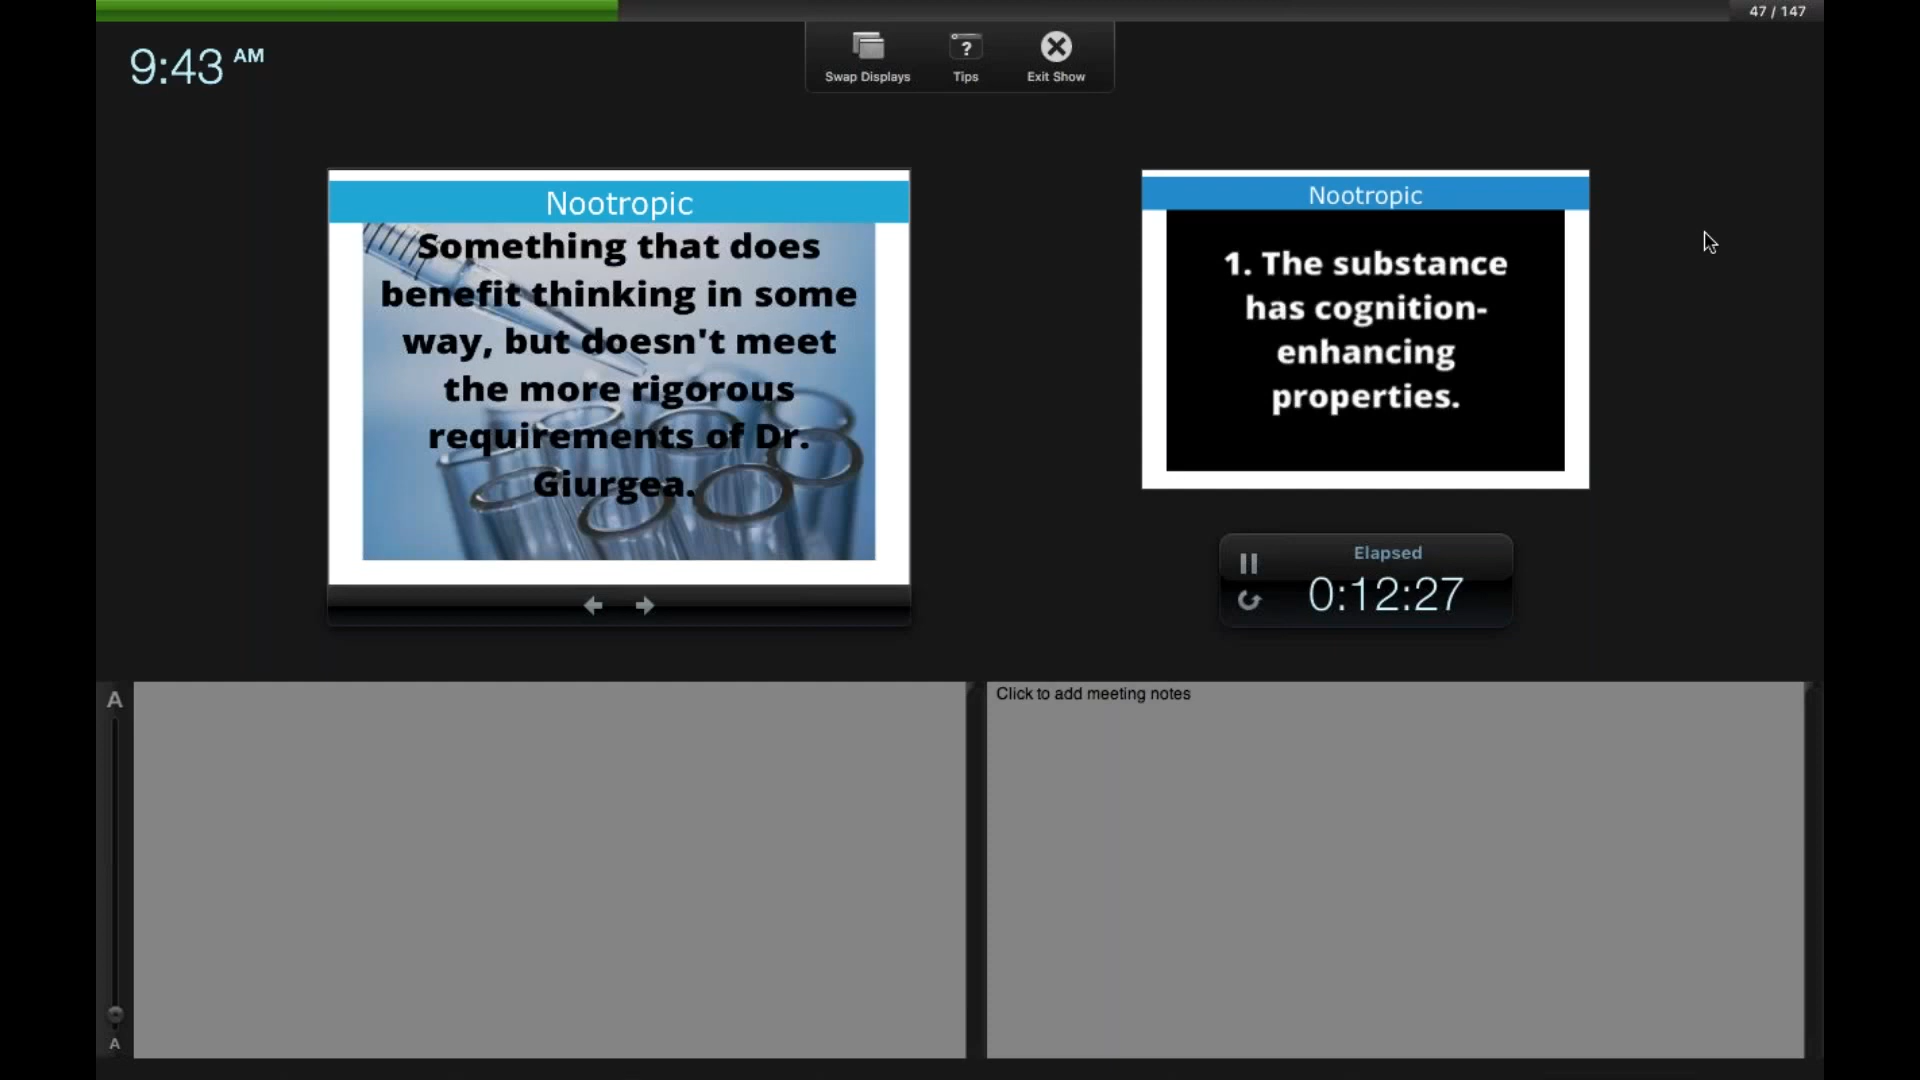 47 / 147
9:43 AM
Swap Displays
Tips
Exit Show
Nootropic
Something that does
benefit thinking in some
way, but doesn't meet
the more rigorous
requirements of Dr.
Giurgea.
Nootropic
1. The substance
has cognition-
enhancing
properties.
Elapsed
0:12:27
A
A
Click to add meeting notes